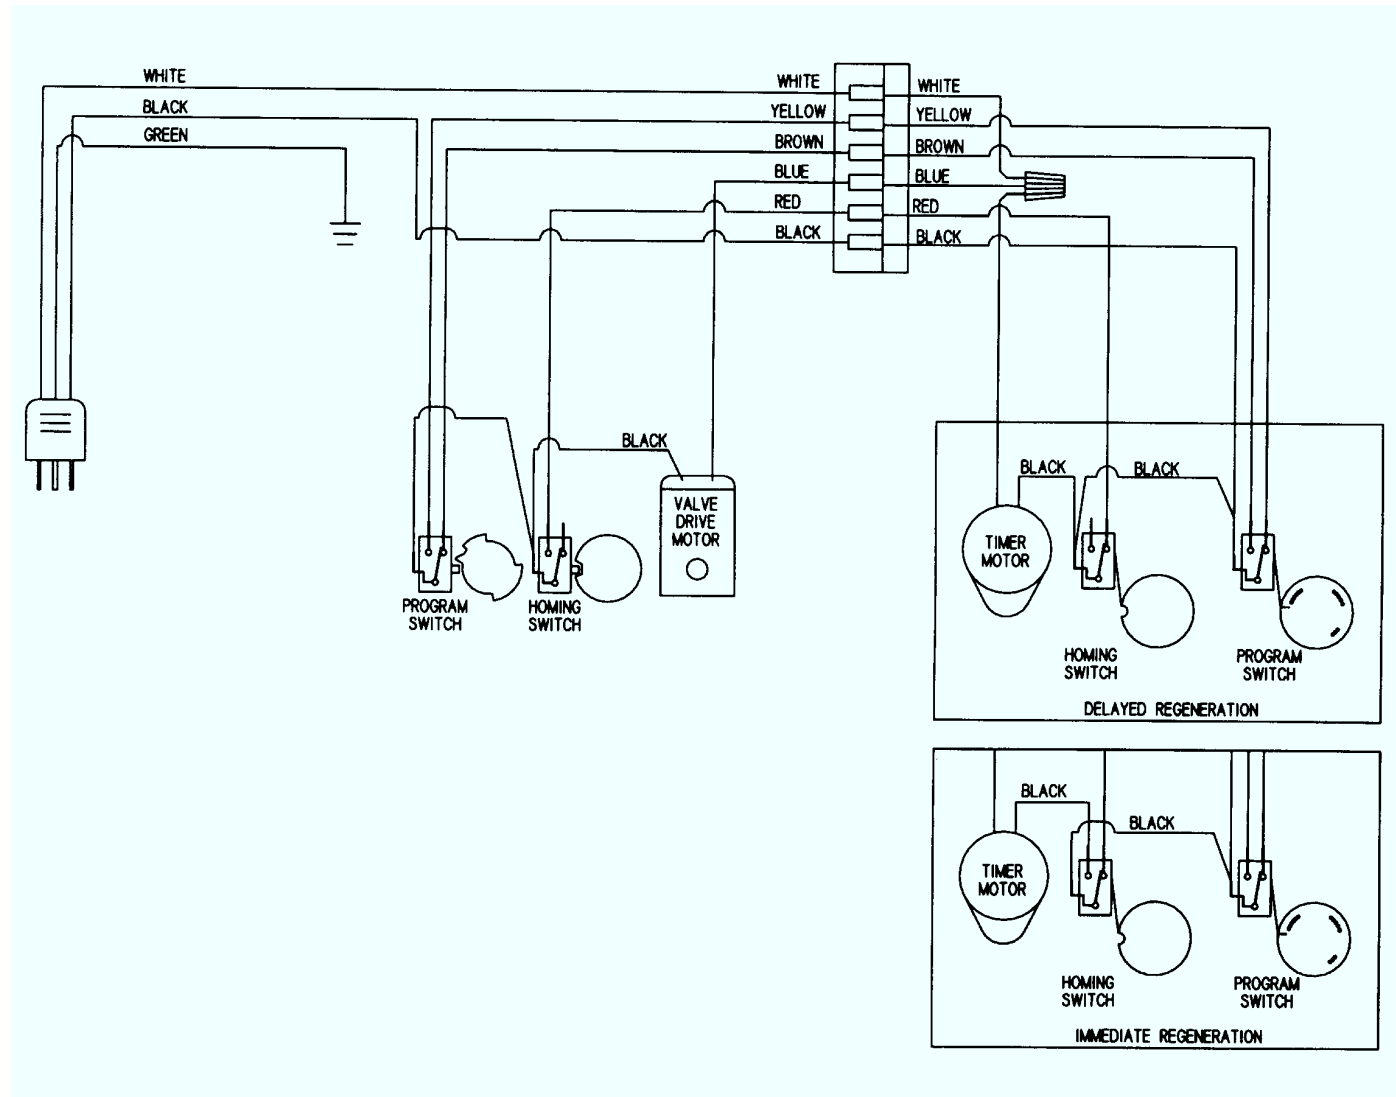 WHITE
BLACK
GREEN
WHITE
YELLOW
BROWN
BLUE
RED
BLACK
WHITE
YELLOW
BROWN
BLUE
RED
BLACK
BLACK
VALVE
DRIVE
MOTOR
PROGRAM
SWITCH
HOMING
SWITCH
BLACK
BLACK
TIMER
MOTOR
HOMING
SWITCH
PROGRAM
SWITCH
DELAYED REGENERATION
BLACK
BLACK
TIMER
MOTOR
HOMING
SWITCH
PROGRAM
SWITCH
IMMEDIATE REGENERATION